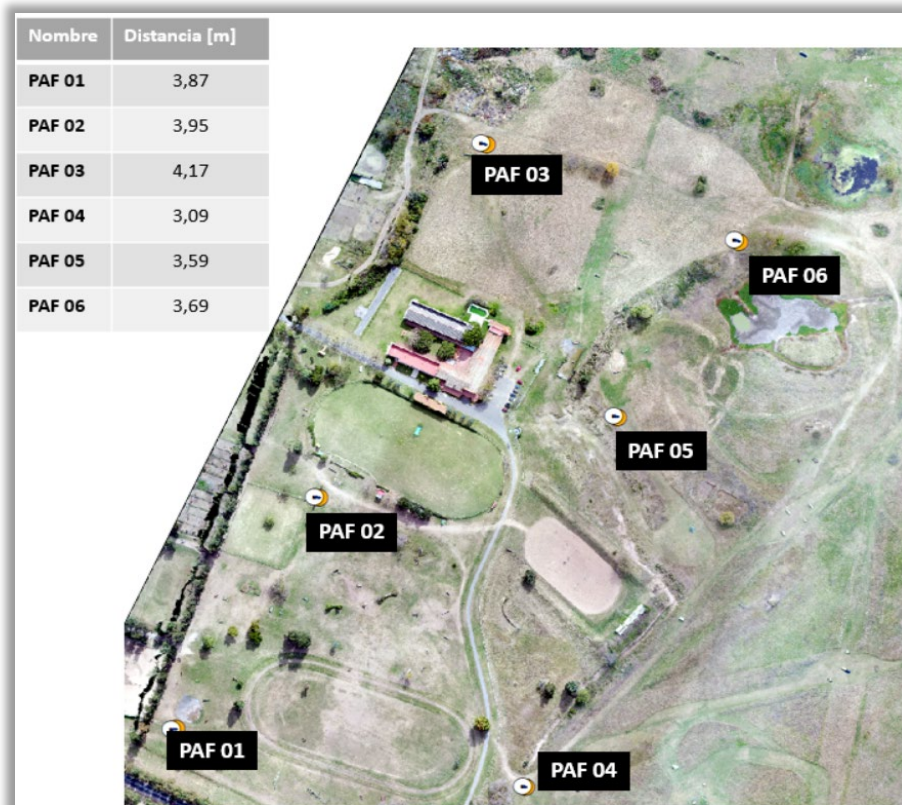 Nombre Distancia [m]
PAF 01 3,87
PAF 02 3,95
PAF 03 4,17
PAF 04 3,09
PAF 05 3,59
PAF 06 3,69
PAF 03
PAF 06
PAF 05
PAF 02
PAF 01
PAF 04